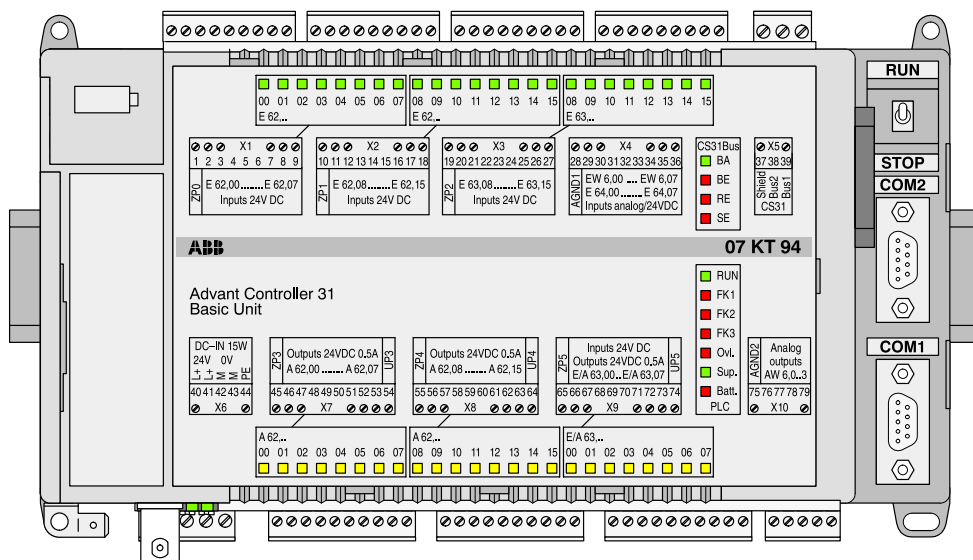 RUN
STOP
COM2
COM1
00 01 02 03 04 05 06 07
E 62,..
08 09 10 11 12 13 14 15
E 62,..
08 09 10 11 12 13 14 15
E 63,..
X1
1 2 3 4 5 6 7 8 9
ZP0
E 62,00.......E 62,07
Inputs 24V DC
X2
10 11 12 13 14 15 16 17 18
ZP1
E 62,08.......E 62,15
Inputs 24V DC
X3
19 20 21 22 23 24 25 26 27
ZP2
E 63,08.......E 63,15
Inputs 24V DC
X4
28 29 30 31 32 33 34 35 36
AGND1
EW 6,00 .... EW 6,07
E 64,00....... E 64,07
Inputs analog/24VDC
CS31Bus
BA
BE
RE
SE
X5
37 38 39
Shield
Bus2
Bus1
CS31
ABB
07 KT 94
Advant Controller 31
Basic Unit
RUN
FK1
FK2
FK3
Ovl.
Sup.
Batt.
PLC
DC–IN 15W
24V 0V
L+ L+ M M PE
40 41 42 43 44
X6
ZP3
Outputs 24VDC 0.5A
A 62,00....... A 62,07
UP3
45 46 47 48 49 50 51 52 53 54
X7
ZP4
Outputs 24VDC 0.5A
A 62,08....... A 62,15
UP4
55 56 57 58 59 60 61 62 63 64
X8
ZP5
Inputs 24V DC
Outputs 24VDC 0.5A
E/A 63,00...E/A 63,07
UP5
65 66 67 68 69 70 71 72 73 74
X9
AGND2
Analog
outputs
AW 6,0..3
75 76 77 78 79
X10
A 62,..
00 01 02 03 04 05 06 07
A 62,..
08 09 10 11 12 13 14 15
E/A 63,..
00 01 02 03 04 05 06 07